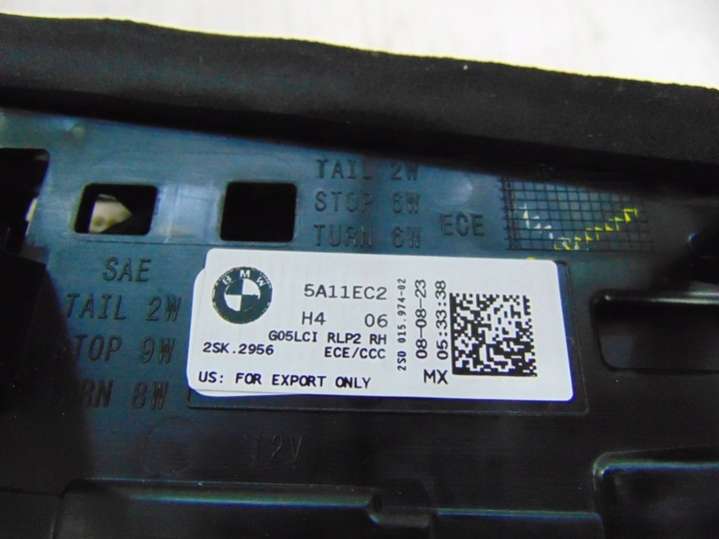 TAIL 2W
STOP 6W
TURN 6W
ECE
SAE
TAIL 2W
STOP 9W
TURN 8W
BMW
5A11EC2
H4 06
G05LCI RLP2 RH
2SK.2956 ECE/CCC
US: FOR EXPORT ONLY
2SD 015.974-02
08-08-23
05:33:38
MX
12V